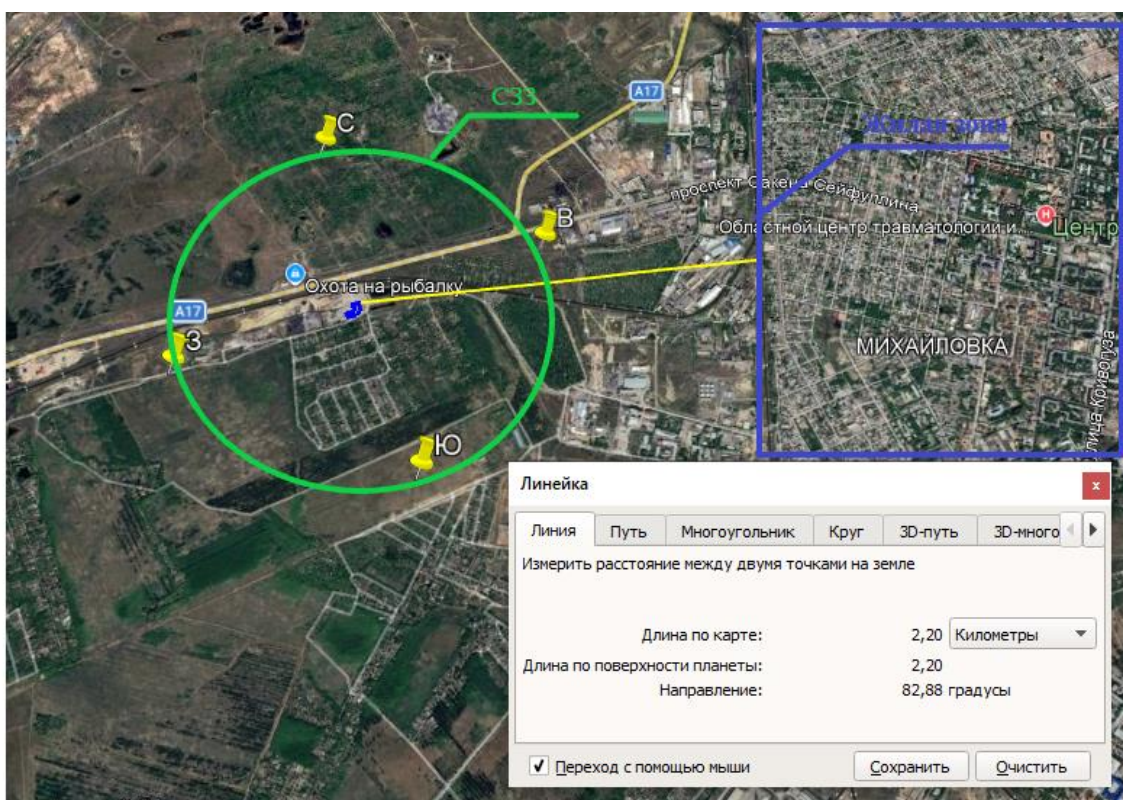 СЗЗ
A17
С
Жилая зона
проспект Сакена Сейфуллина
В
Областной центр травматологии и...
Центр
Охота на рыбалку
A17
З
МИХАЙЛОВКА
улица Кривогуза
Ю
Линейка
Линия Путь Многоугольник Круг 3D-путь 3D-много
Измерить расстояние между двумя точками на земле
Длина по карте: 2,20 Километры
Длина по поверхности планеты: 2,20
Направление: 82,88 градусы
Переход с помощью мыши Сохранить Очистить